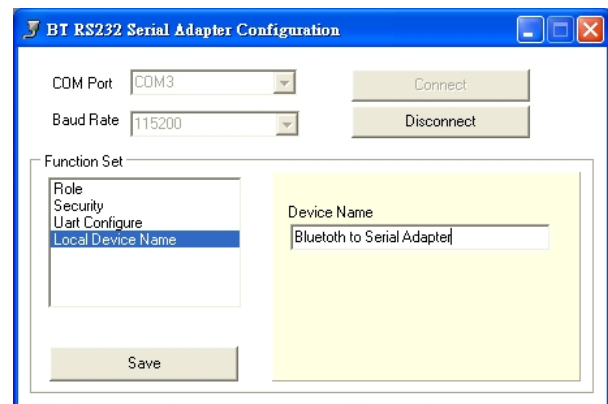 BT RS232 Serial Adapter Configuration
COM Port COM3 Connect
Baud Rate 115200 Disconnect
Function Set
Role
Security
Uart Configure
Local Device Name
Device Name
Bluetoth to Serial Adapter
Save